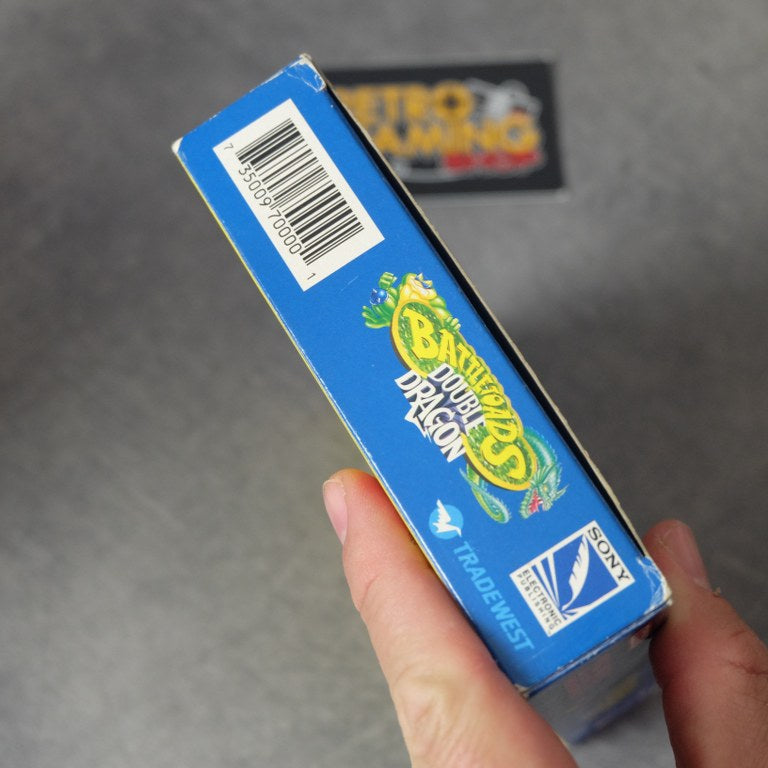 RETRO
GAMING
7 35009 70000 1
BATTLETOADS
DOUBLE
DRAGON
TRADEWEST
SONY
ELECTRONIC
PUBLISHING